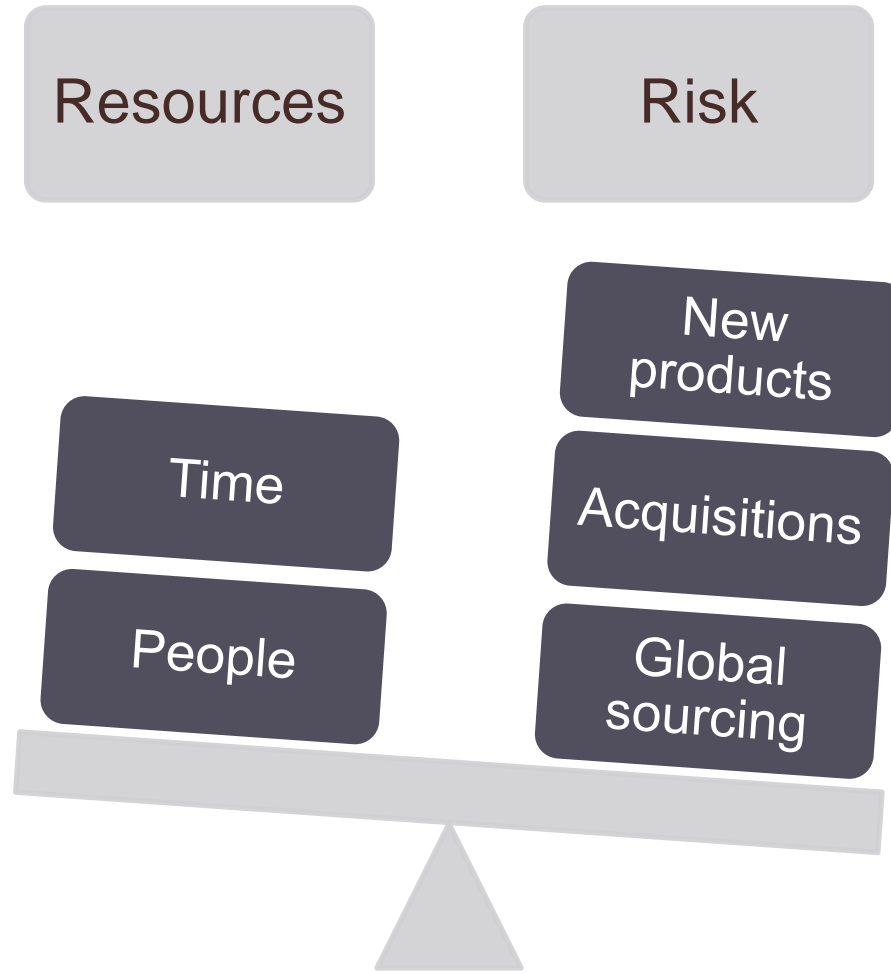 Resources
Risk
Time
People
New
products
Acquisitions
Global
sourcing